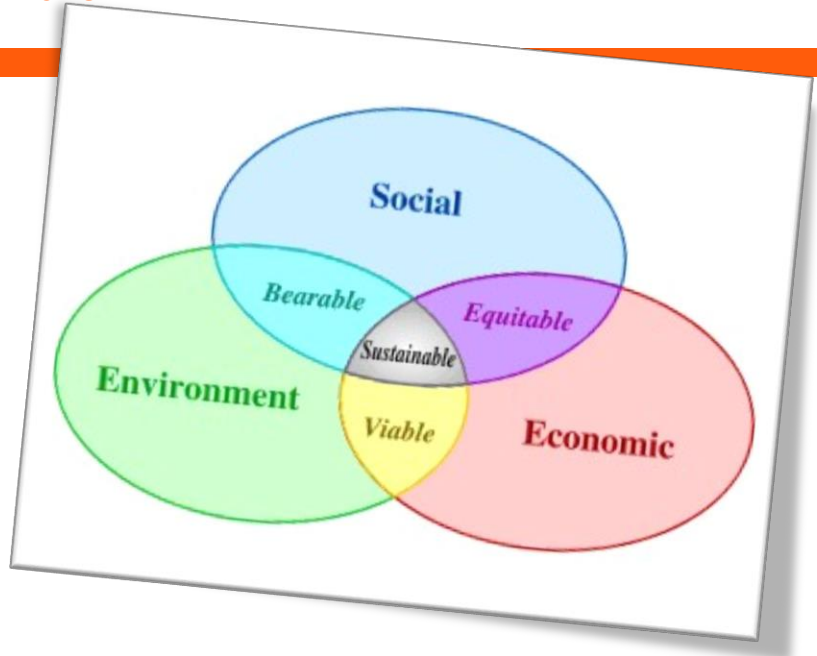 Social
Bearable
Equitable
Sustainable
Environment
Viable
Economic